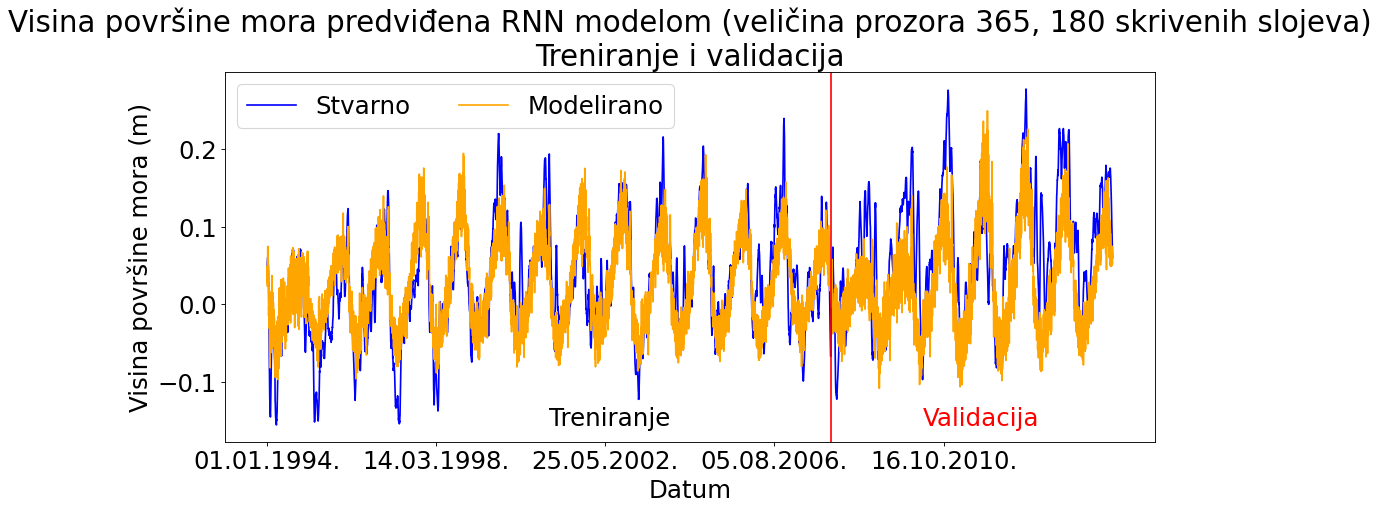 Visina površine mora predviđena RNN modelom (veličina prozora 365, 180 skrivenih slojeva)
Treniranje i validacija
Stvarno
Modelirano
Visina površine mora (m)
0.2
0.1
0.0
−0.1
Treniranje
Validacija
01.01.1994.
14.03.1998.
25.05.2002.
05.08.2006.
16.10.2010.
Datum